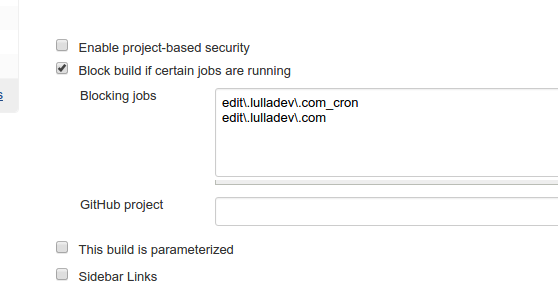 Enable project-based security
Block build if certain jobs are running
Blocking jobs
edit\.lulladev\.com_cron
edit\.lulladev\.com
GitHub project
This build is parameterized
Sidebar Links
s